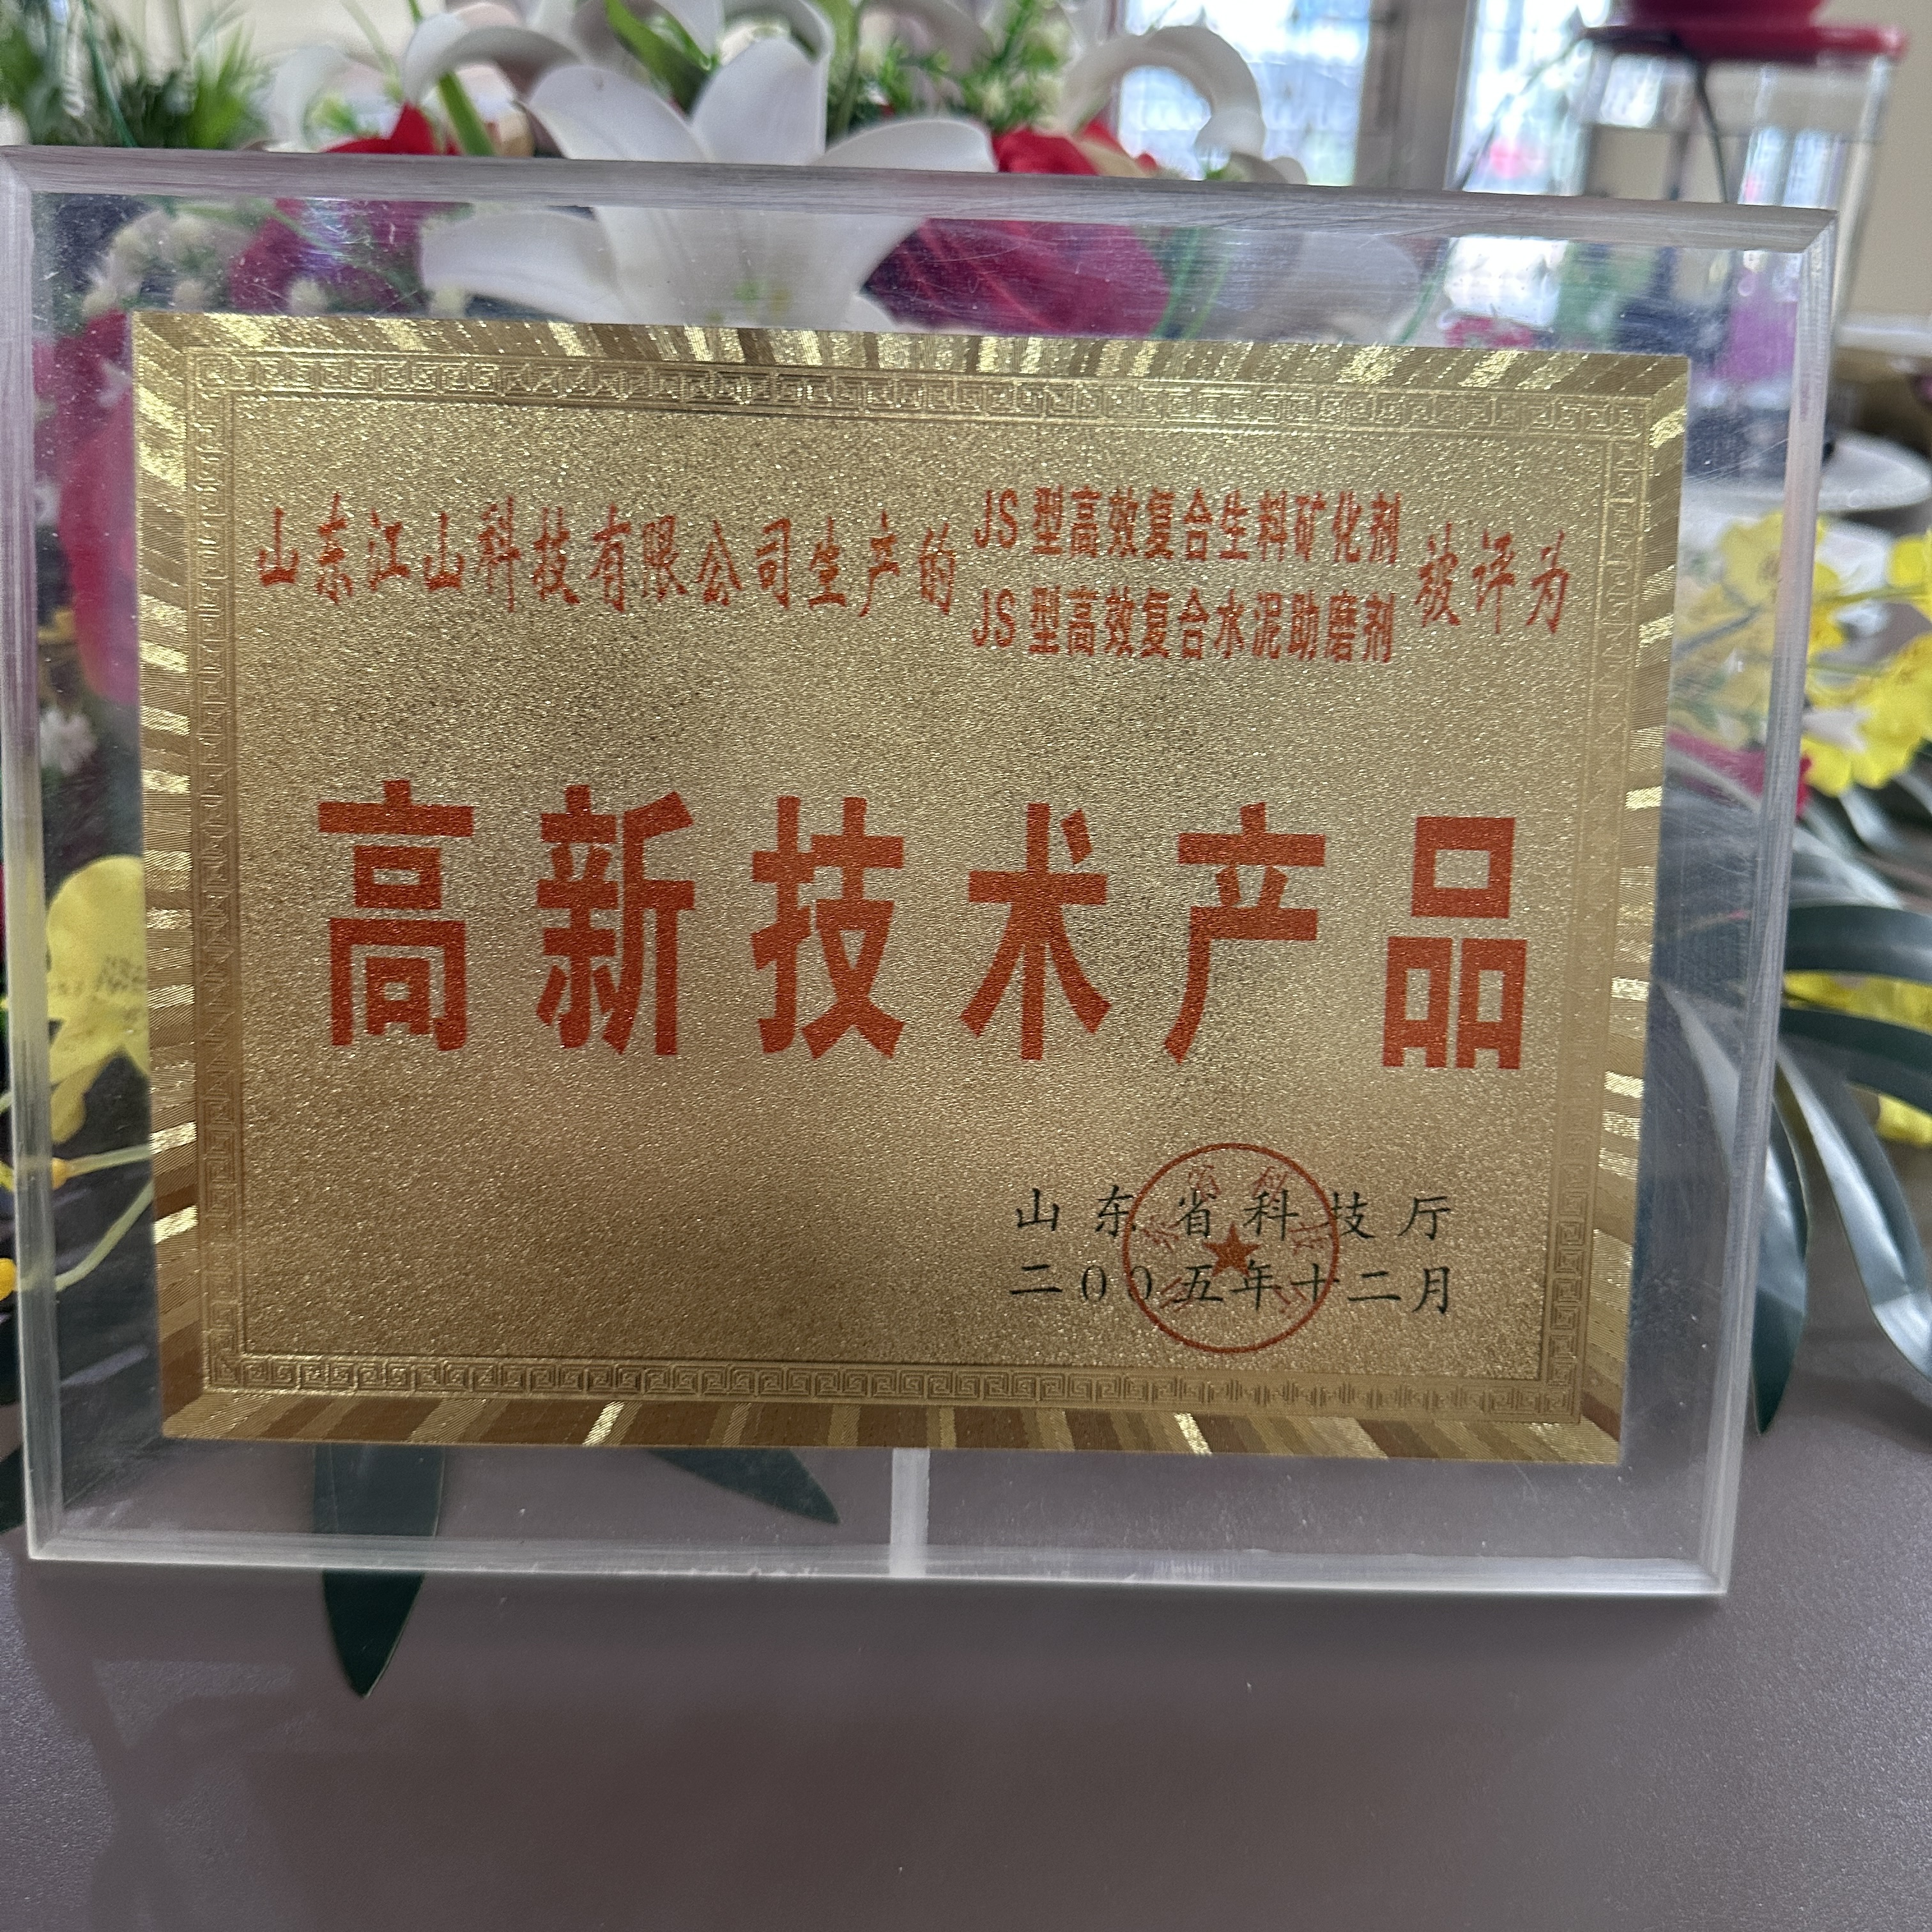 山东江山科技有限公司生产的
JS型高效复合生料矿化剂
JS型高效复合水泥助磨剂
被评为
高新技术产品
山东省科技厅
二00五年十二月